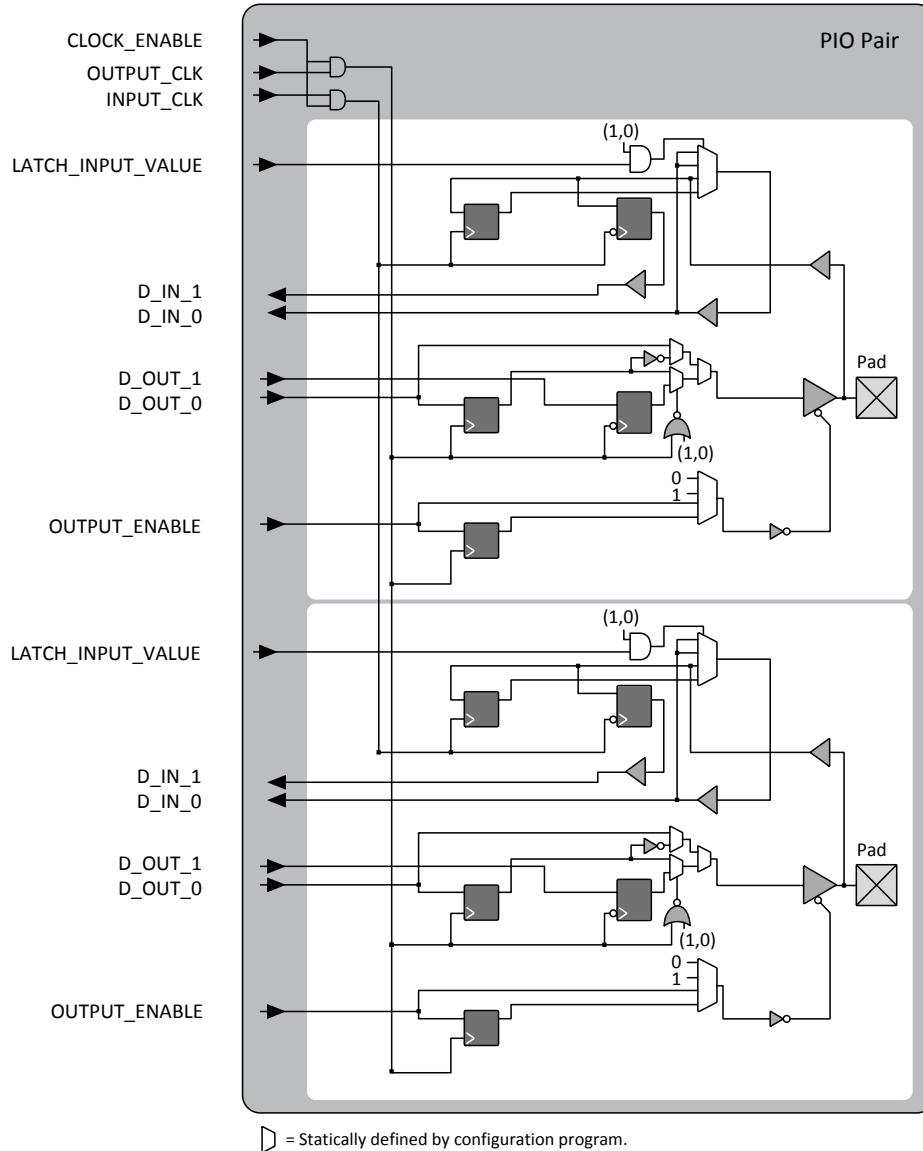 PIO Pair
CLOCK_ENABLE
OUTPUT_CLK
INPUT_CLK
(1,0)
LATCH_INPUT_VALUE
D_IN_1
D_IN_0
D_OUT_1
D_OUT_0
Pad
(1,0)
0
1
OUTPUT_ENABLE
(1,0)
LATCH_INPUT_VALUE
D_IN_1
D_IN_0
D_OUT_1
D_OUT_0
Pad
(1,0)
0
1
OUTPUT_ENABLE
= Statically defined by configuration program.